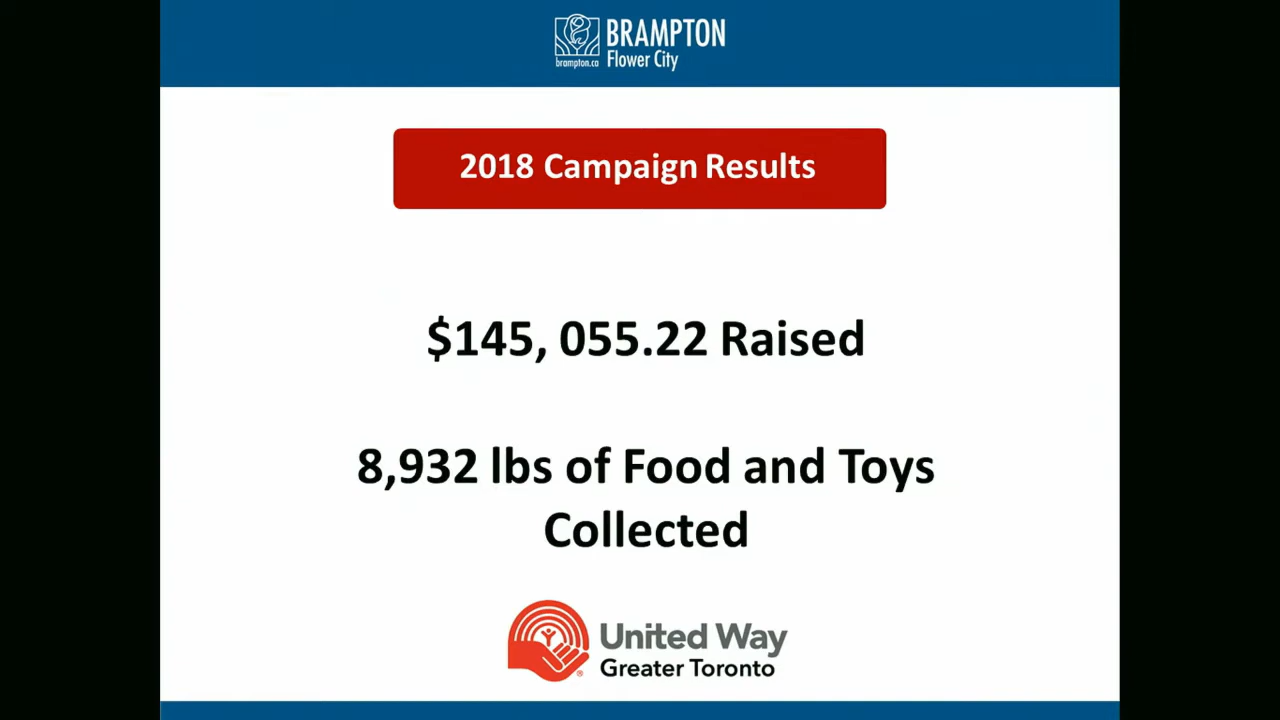 BRAMPTON
brampton.ca
Flower City
2018 Campaign Results
$145, 055.22 Raised
8,932 lbs of Food and Toys
Collected
United Way
Greater Toronto